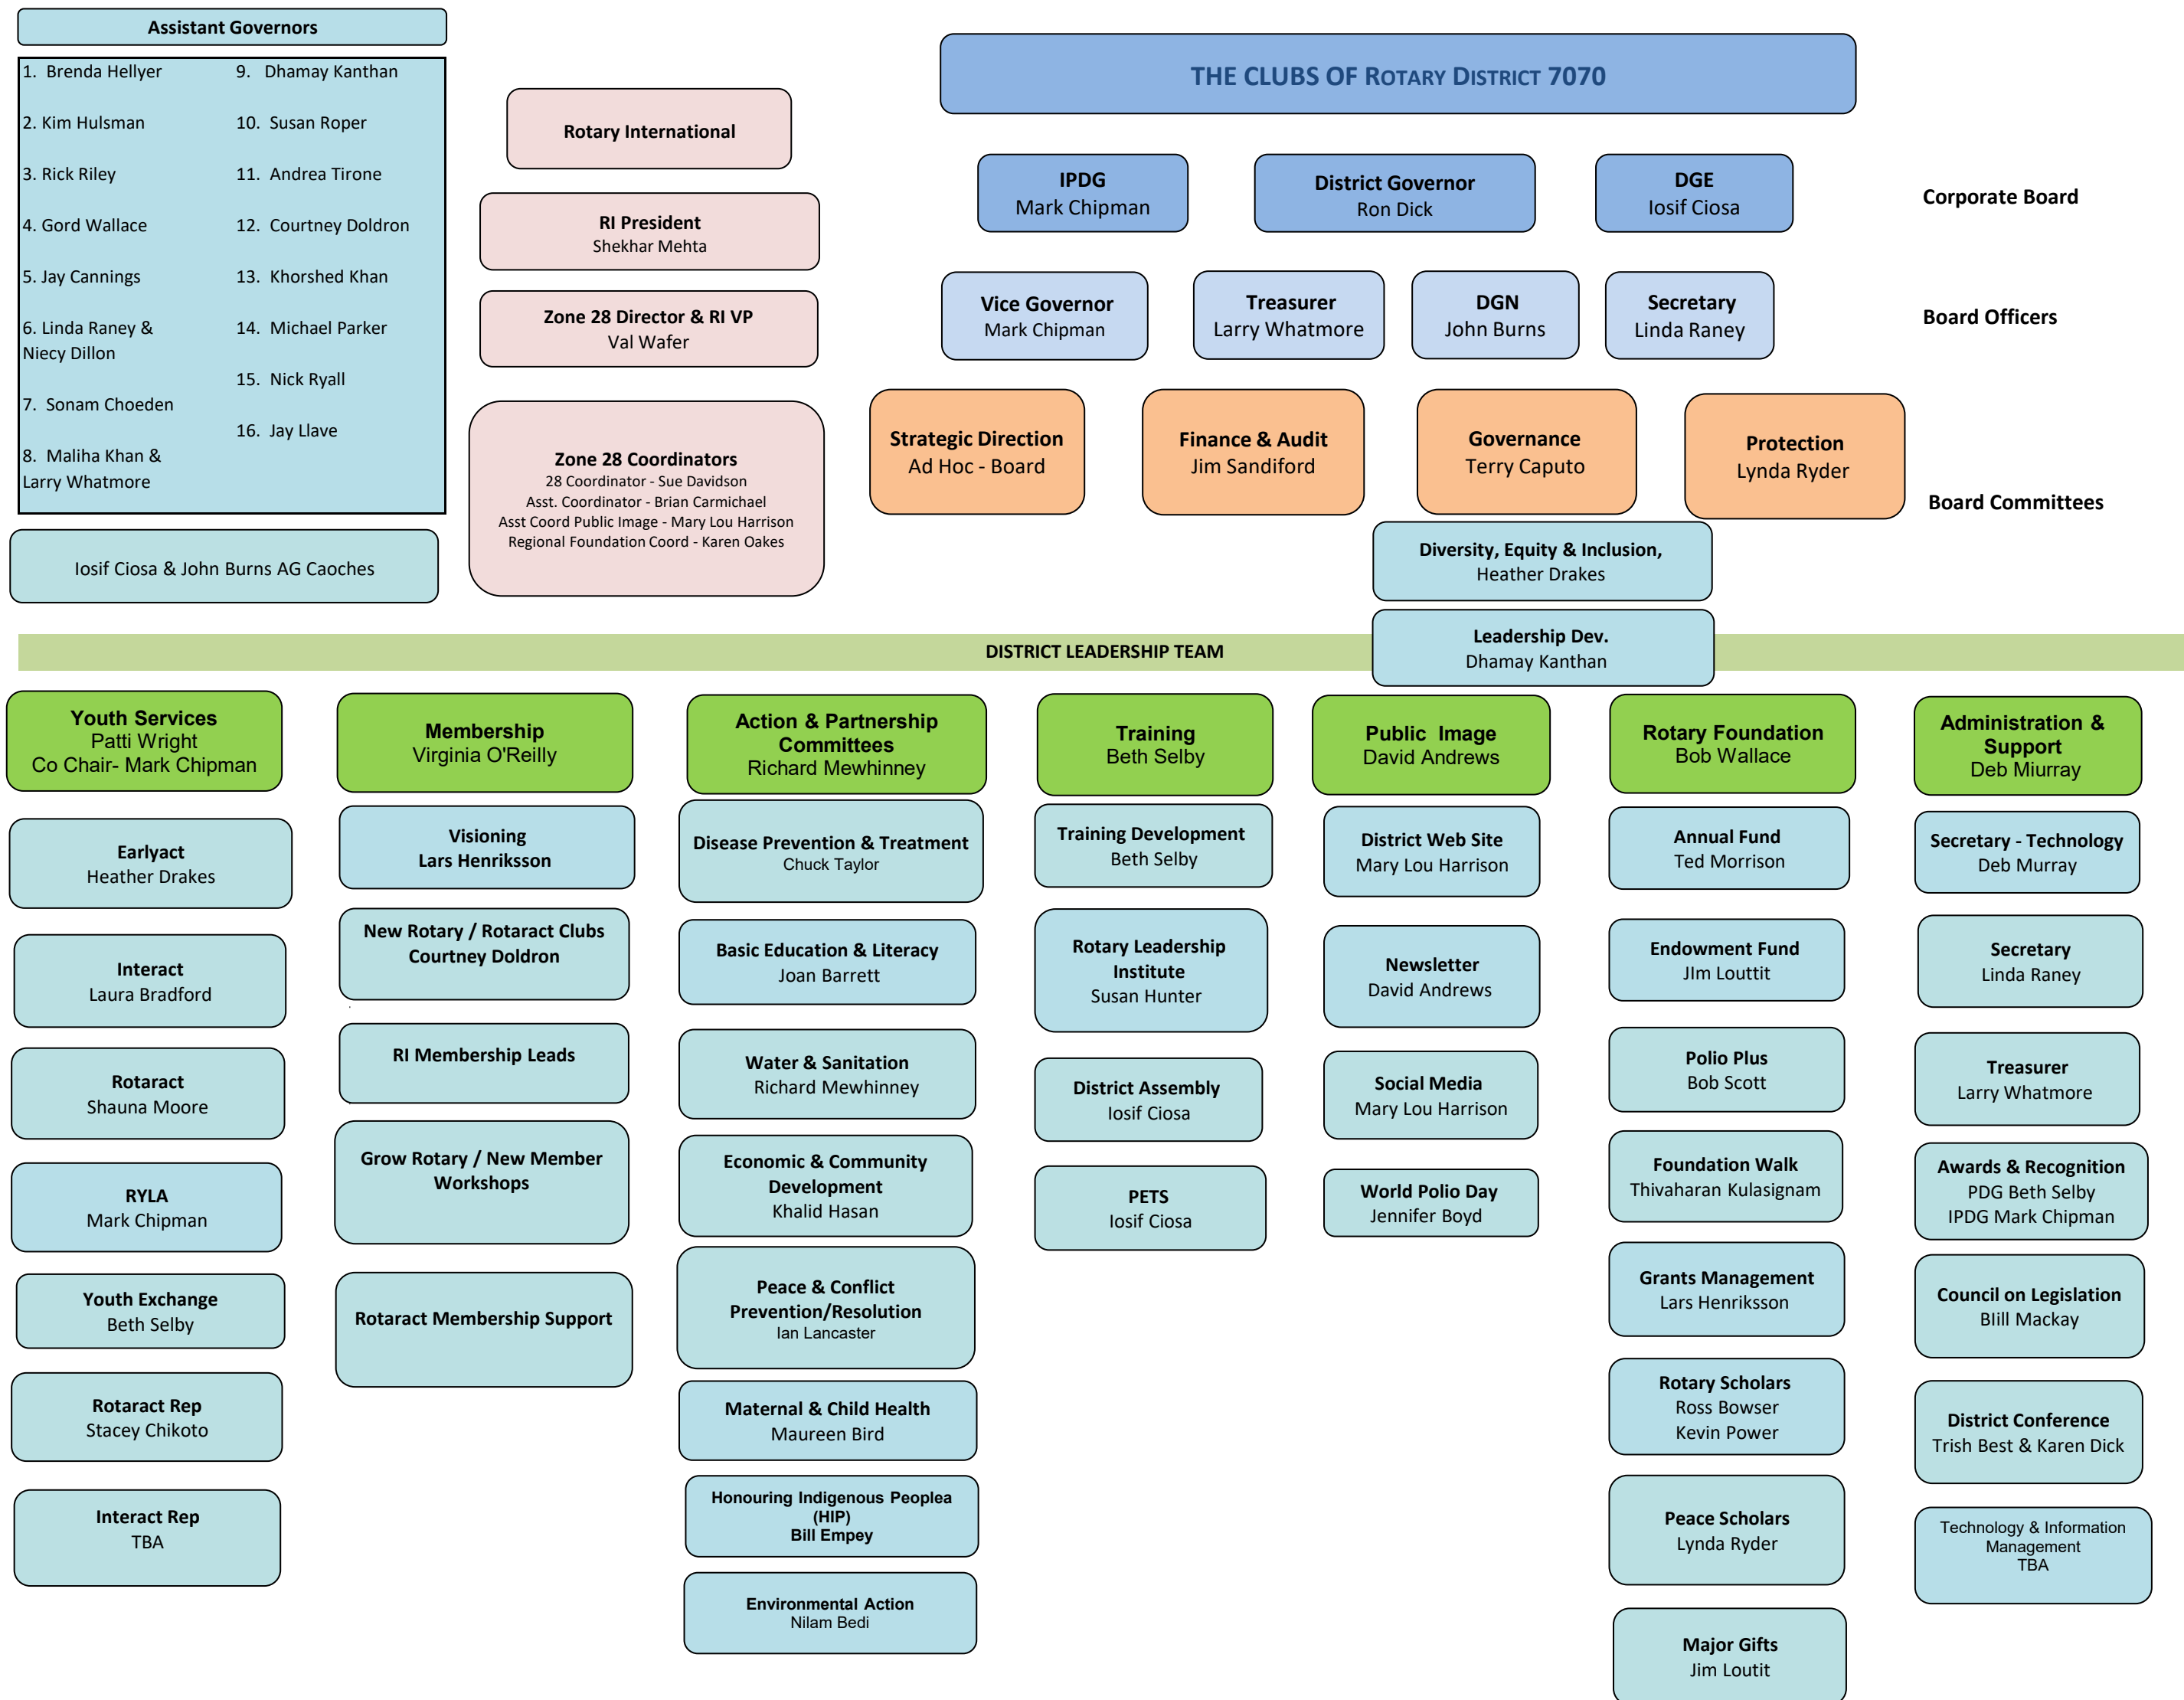 Assistant Governors
1. Brenda Hellyer
2. Kim Hulsman
3. Rick Riley
4. Gord Wallace
5. Jay Cannings
6. Linda Raney &
Niecy Dillon
7. Sonam Choeden
8. Maliha Khan &
Larry Whatmore
9. Dhamay Kanthan
10. Susan Roper
11. Andrea Tirone
12. Courtney Doldron
13. Khorshed Khan
14. Michael Parker
15. Nick Ryall
16. Jay Llave
Iosif Ciosa & John Burns AG Caoches
Rotary International
RI President
Shekhar Mehta
Zone 28 Director & RI VP
Val Wafer
Zone 28 Coordinators
28 Coordinator - Sue Davidson
Asst. Coordinator - Brian Carmichael
Asst Coord Public Image - Mary Lou Harrison
Regional Foundation Coord - Karen Oakes
THE CLUBS OF ROTARY DISTRICT 7070
IPDG
Mark Chipman
District Governor
Ron Dick
DGE
Iosif Ciosa
Corporate Board
Vice Governor
Mark Chipman
Treasurer
Larry Whatmore
DGN
John Burns
Secretary
Linda Raney
Board Officers
Strategic Direction
Ad Hoc - Board
Finance & Audit
Jim Sandiford
Governance
Terry Caputo
Protection
Lynda Ryder
Board Committees
Diversity, Equity & Inclusion,
Heather Drakes
Leadership Dev.
Dhamay Kanthan
DISTRICT LEADERSHIP TEAM
Youth Services
Patti Wright
Co Chair- Mark Chipman
Earlyact
Heather Drakes
Interact
Laura Bradford
Rotaract
Shauna Moore
RYLA
Mark Chipman
Youth Exchange
Beth Selby
Rotaract Rep
Stacey Chikoto
Interact Rep
TBA
Membership
Virginia O'Reilly
Visioning
Lars Henriksson
New Rotary / Rotaract Clubs
Courtney Doldron
RI Membership Leads
Grow Rotary / New Member
Workshops
Rotaract Membership Support
Action & Partnership
Committees
Richard Mewhinney
Disease Prevention & Treatment
Chuck Taylor
Basic Education & Literacy
Joan Barrett
Water & Sanitation
Richard Mewhinney
Economic & Community
Development
Khalid Hasan
Peace & Conflict
Prevention/Resolution
Ian Lancaster
Maternal & Child Health
Maureen Bird
Honouring Indigenous Peoplea
(HIP)
Bill Empey
Environmental Action
Nilam Bedi
Training
Beth Selby
Training Development
Beth Selby
Rotary Leadership
Institute
Susan Hunter
District Assembly
Iosif Ciosa
PETS
Iosif Ciosa
Public Image
David Andrews
District Web Site
Mary Lou Harrison
Newsletter
David Andrews
Social Media
Mary Lou Harrison
World Polio Day
Jennifer Boyd
Rotary Foundation
Bob Wallace
Annual Fund
Ted Morrison
Endowment Fund
JIm Louttit
Polio Plus
Bob Scott
Foundation Walk
Thivaharan Kulasignam
Grants Management
Lars Henriksson
Rotary Scholars
Ross Bowser
Kevin Power
Peace Scholars
Lynda Ryder
Major Gifts
Jim Loutit
Administration &
Support
Deb Miurray
Secretary - Technology
Deb Murray
Secretary
Linda Raney
Treasurer
Larry Whatmore
Awards & Recognition
PDG Beth Selby
IPDG Mark Chipman
Council on Legislation
BIill Mackay
District Conference
Trish Best & Karen Dick
Technology & Information
Management
TBA